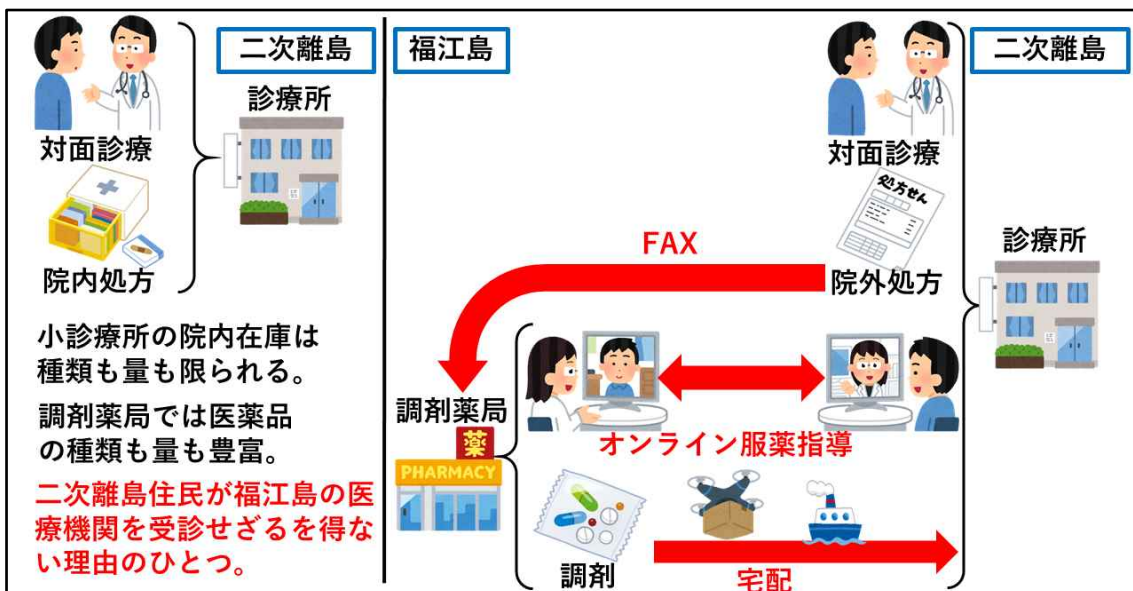 二次離島
診療所
対面診療
院内処方
小診療所の院内在庫は
種類も量も限られる。
調剤薬局では医薬品
の種類も量も豊富。
二次離島住民が福江島の医
療機関を受診せざるを得な
い理由のひとつ。
福江島
二次離島
対面診療
処方せん
院外処方
診療所
FAX
調剤薬局
薬
PHARMACY
オンライン服薬指導
調剤
宅配